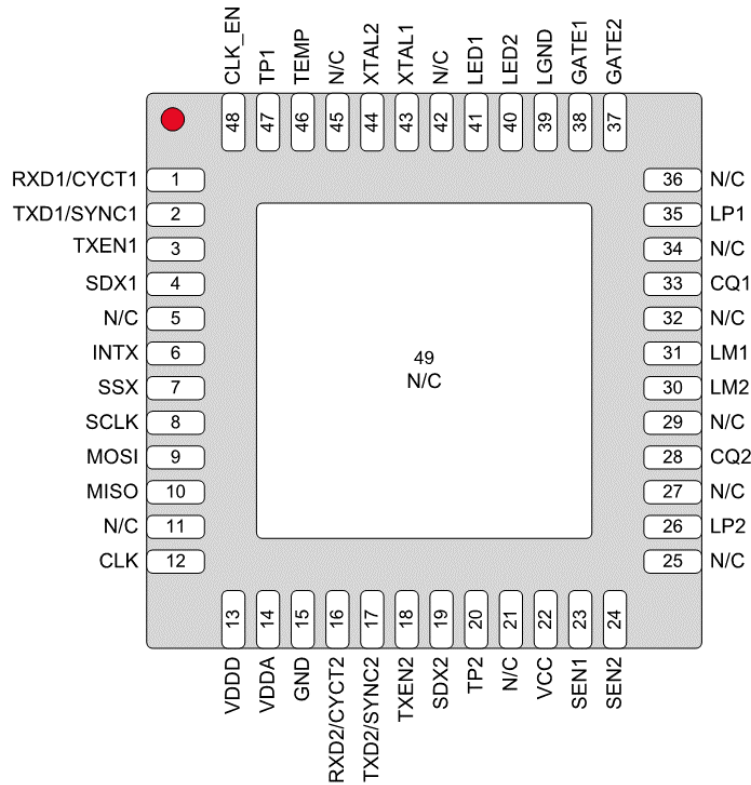 CLK_EN
TP1
TEMP
N/C
XTAL2
XTAL1
N/C
LED1
LED2
LGND
GATE1
GATE2
48
47
46
45
44
43
42
41
40
39
38
37
RXD1/CYCT1 1
TXD1/SYNC1 2
TXEN1 3
SDX1 4
N/C 5
INTX 6
SSX 7
SCLK 8
MOSI 9
MISO 10
N/C 11
CLK 12
49
N/C
36 N/C
35 LP1
34 N/C
33 CQ1
32 N/C
31 LM1
30 LM2
29 N/C
28 CQ2
27 N/C
26 LP2
25 N/C
13
14
15
16
17
18
19
20
21
22
23
24
VDDD
VDDA
GND
RXD2/CYCT2
TXD2/SYNC2
TXEN2
SDX2
TP2
N/C
VCC
SEN1
SEN2